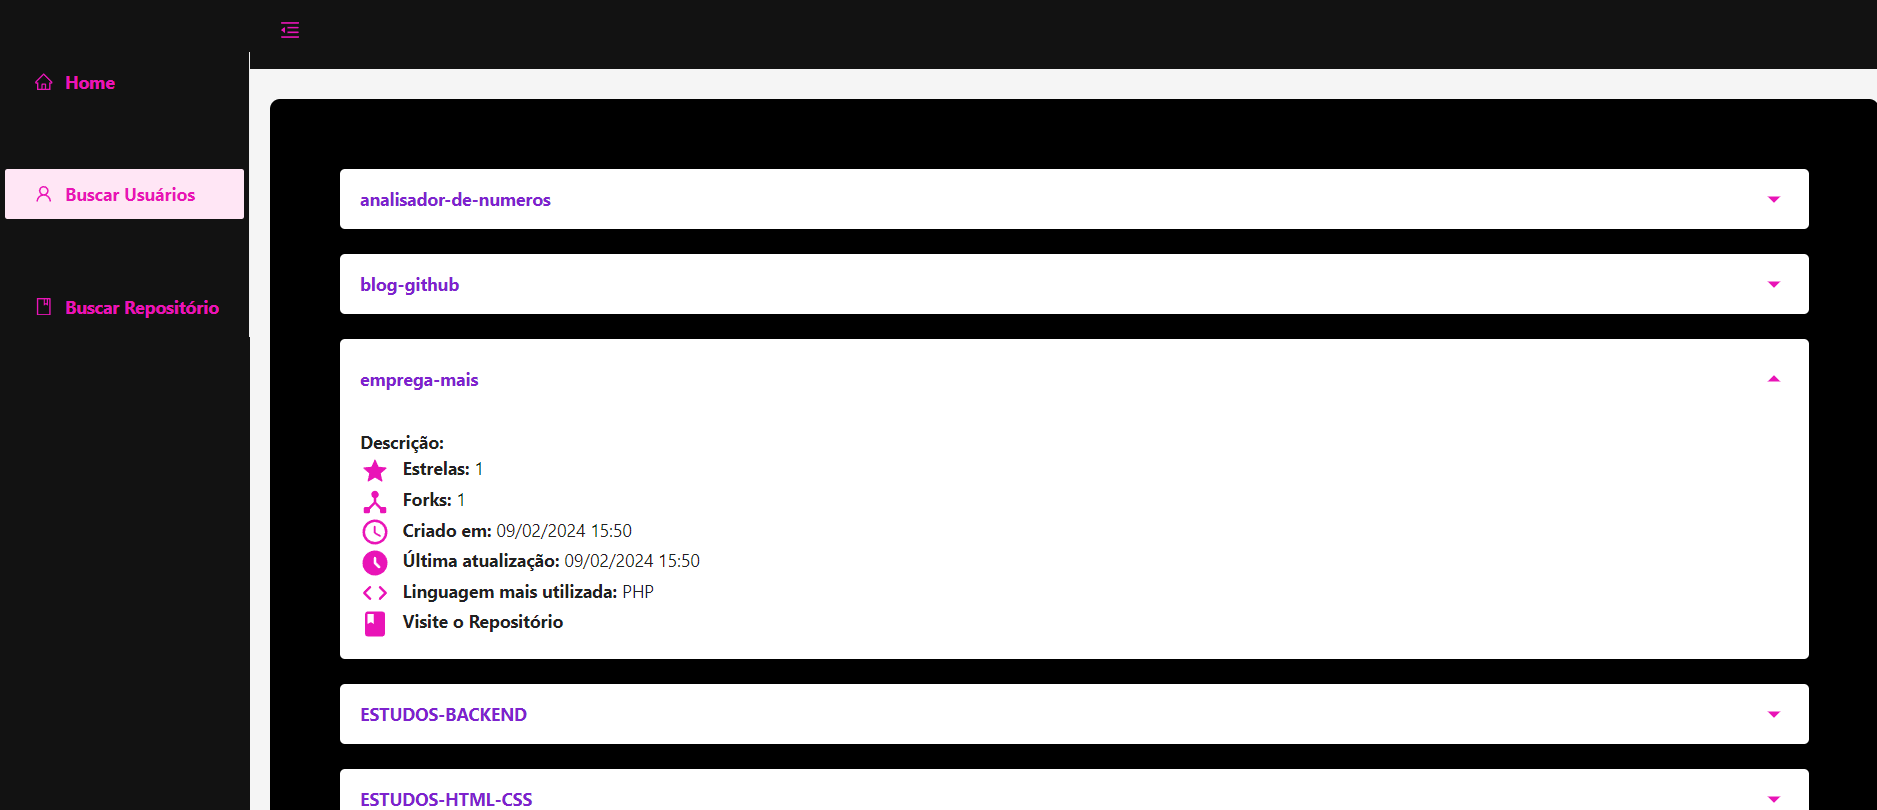 Home
Buscar Usuários
Buscar Repositório
analisador-de-numeros
blog-github
emprega-mais
Descrição:
Estrelas: 1
Forks: 1
Criado em: 09/02/2024 15:50
Última atualização: 09/02/2024 15:50
Linguagem mais utilizada: PHP
Visite o Repositório
ESTUDOS-BACKEND
ESTUDOS-HTML-CSS